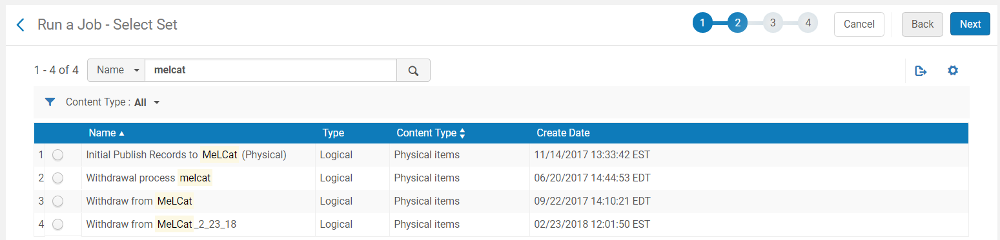 Run a Job - Select Set 1 2 3 4 Cancel Back Next
1 - 4 of 4 Name melcat
Content Type : All
Name Type Content Type Create Date
1 Initial Publish Records to MeLCat (Physical) Logical Physical items 11/14/2017 13:33:42 EST
2 Withdrawal process melcat Logical Physical items 06/20/2017 14:44:53 EDT
3 Withdraw from MeLCat Logical Physical items 09/22/2017 14:10:21 EDT
4 Withdraw from MeLCat_2_23_18 Logical Physical items 02/23/2018 12:01:50 EST